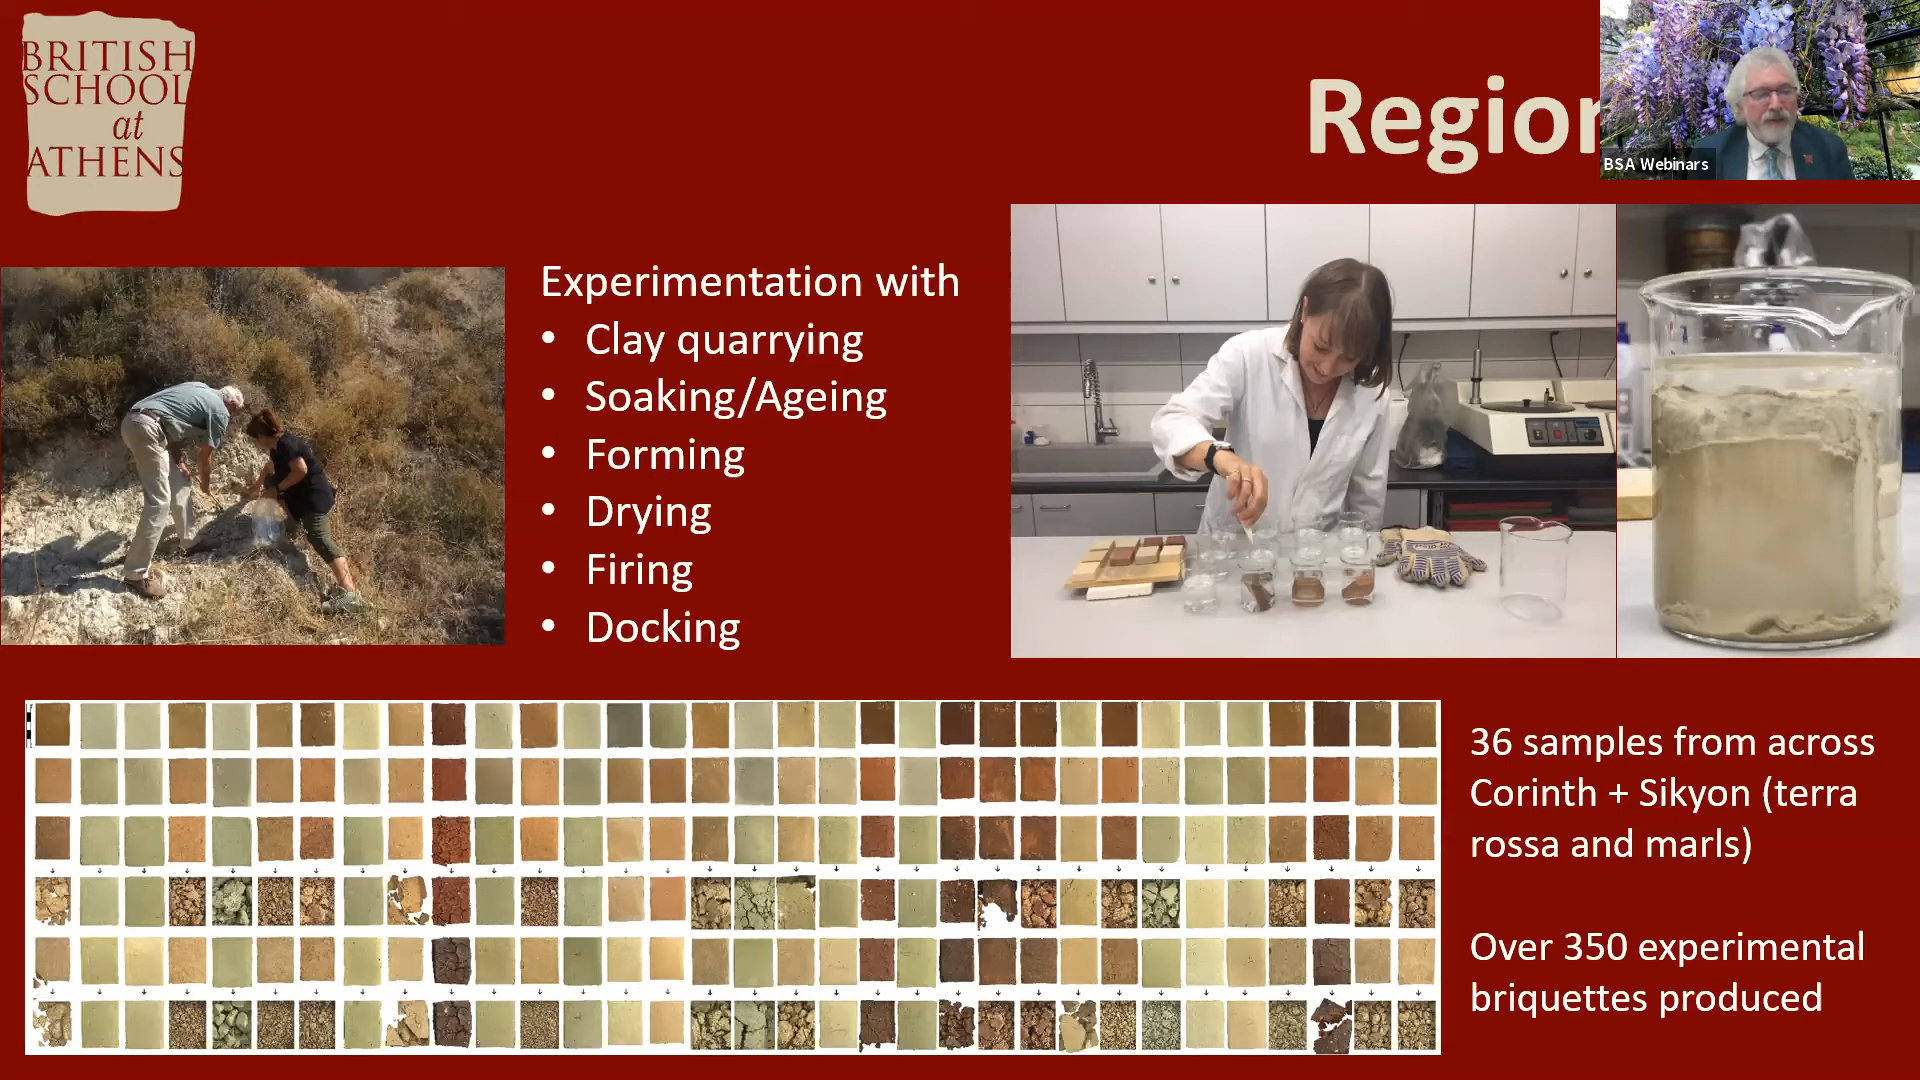 BRITISH
SCHOOL
at
ATHENS
Region
BSA Webinars
Experimentation with
• Clay quarrying
• Soaking/Ageing
• Forming
• Drying
• Firing
• Docking
36 samples from across
Corinth + Sikyon (terra
rossa and marls)
Over 350 experimental
briquettes produced